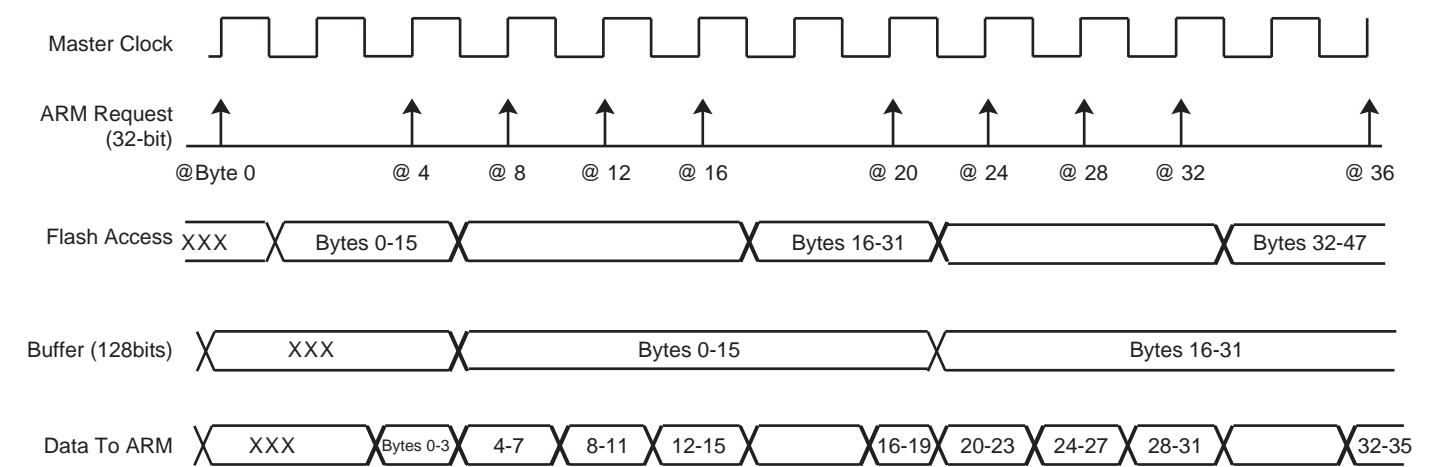 Master Clock
ARM Request
(32-bit)
@Byte 0 @ 4 @ 8 @ 12 @ 16 @ 20 @ 24 @ 28 @ 32 @ 36
Flash Access XXX Bytes 0-15 Bytes 16-31 Bytes 32-47
Buffer (128bits) XXX Bytes 0-15 Bytes 16-31
Data To ARM XXX Bytes 0-3 4-7 8-11 12-15 16-19 20-23 24-27 28-31 32-35